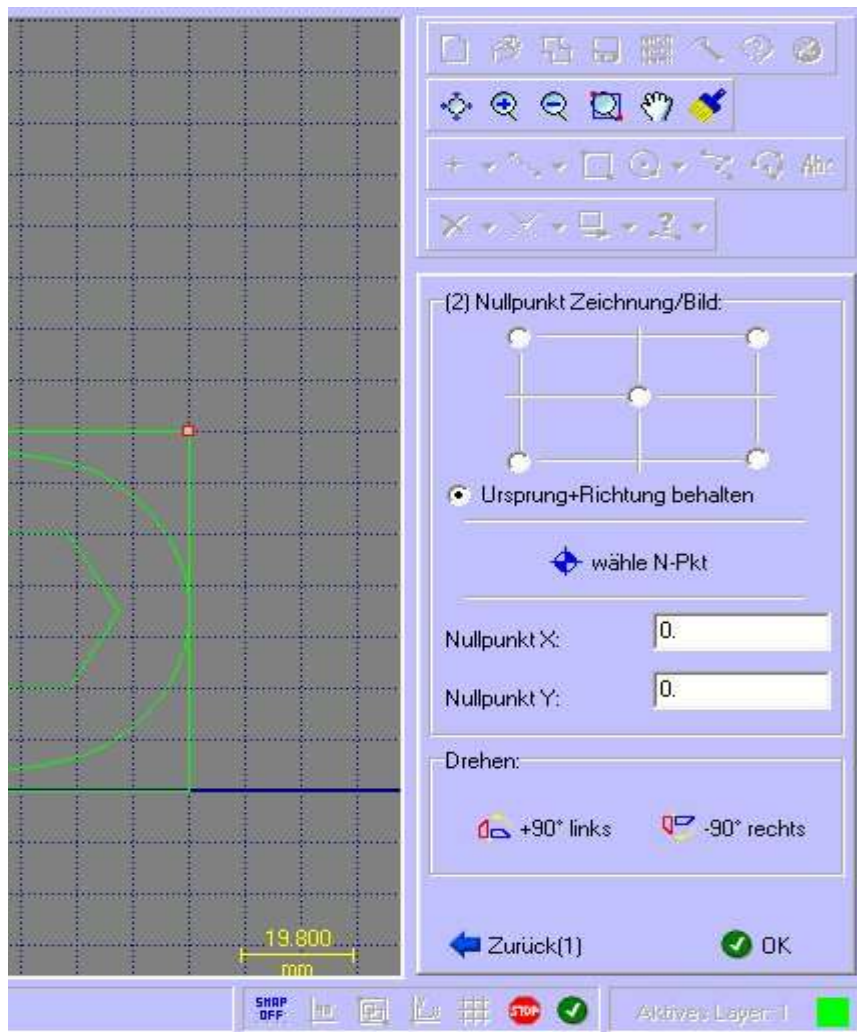 Abc
(2) Nullpunkt Zeichnung/Bild:
Ursprung+Richtung behalten
wähle N-Pkt
Nullpunkt X: 0.
Nullpunkt Y: 0.
Drehen:
+90° links -90° rechts
Zurück(1) OK
19.800
mm
SNAP
OFF
STOP
Aktives Layer: 1